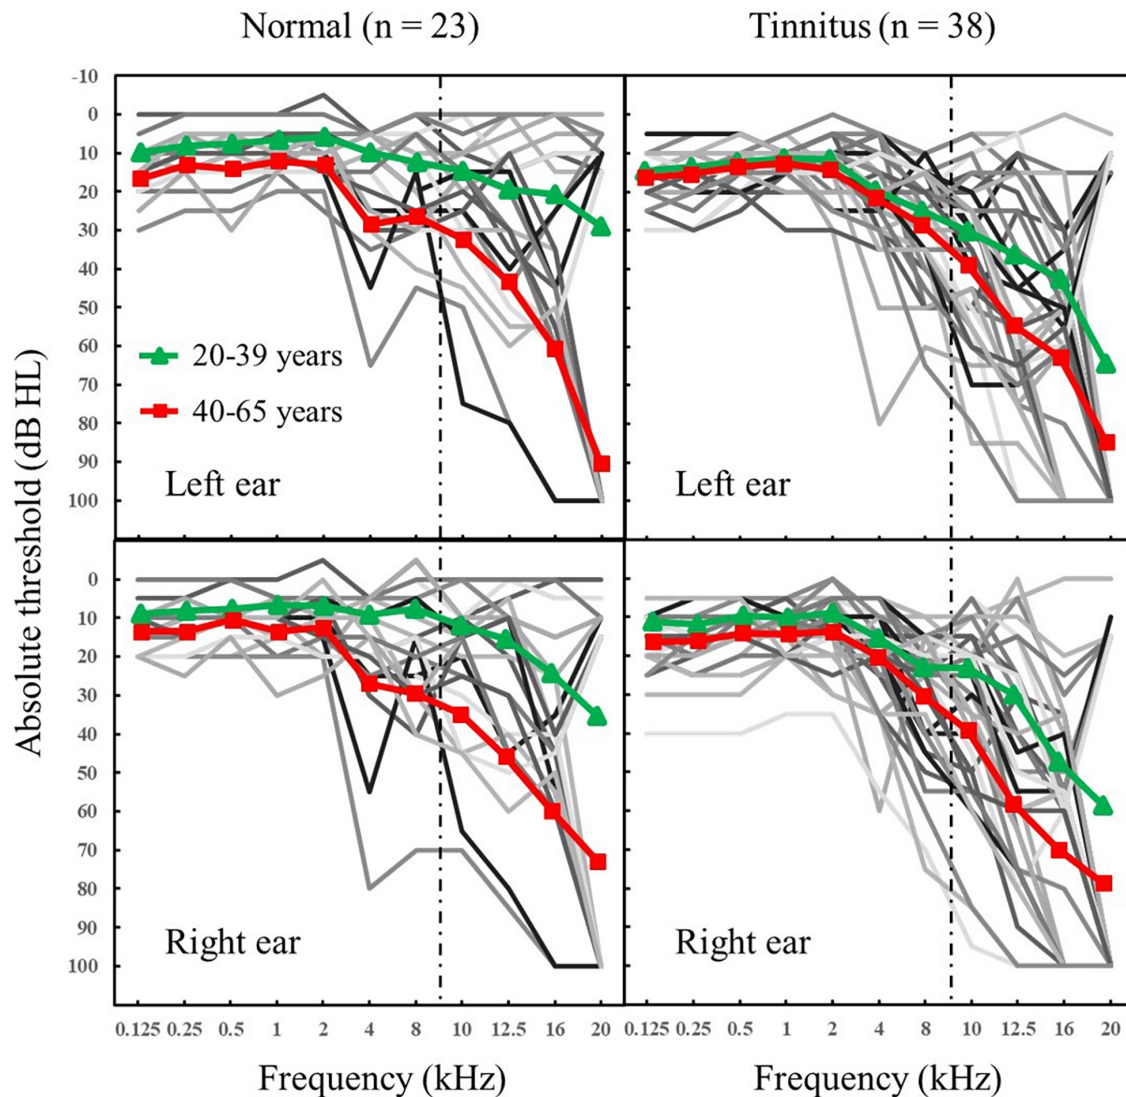 Normal (n = 23)
Tinnitus (n = 38)
-10
0
10
20
30
40
50
60
70
80
90
100
20-39 years
40-65 years
Left ear
Left ear
Absolute threshold (dB HL)
0
10
20
30
40
50
60
70
80
90
100
Right ear
Right ear
0.125 0.25 0.5 1 2 4 8 10 12.5 16 20
0.125 0.25 0.5 1 2 4 8 10 12.5 16 20
Frequency (kHz)
Frequency (kHz)